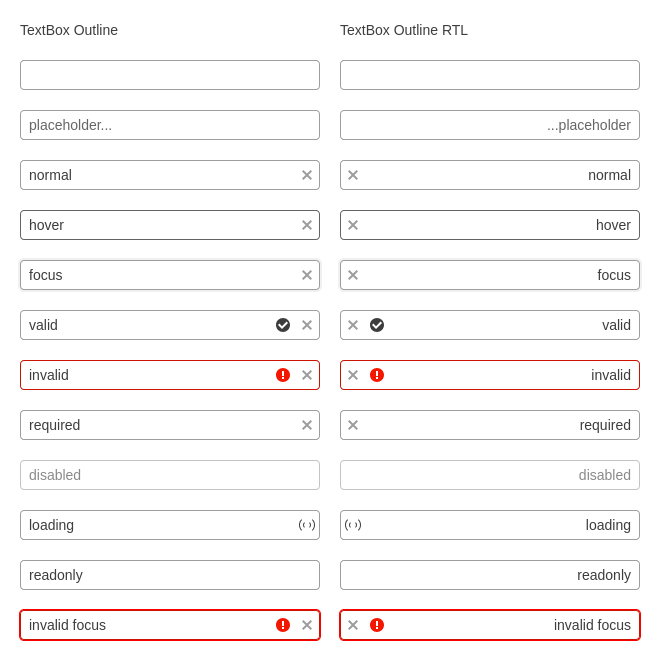 TextBox Outline TextBox Outline RTL
placeholder... ...placeholder
normal normal
hover hover
focus focus
valid valid
invalid invalid
required required
disabled disabled
loading loading
readonly readonly
invalid focus invalid focus